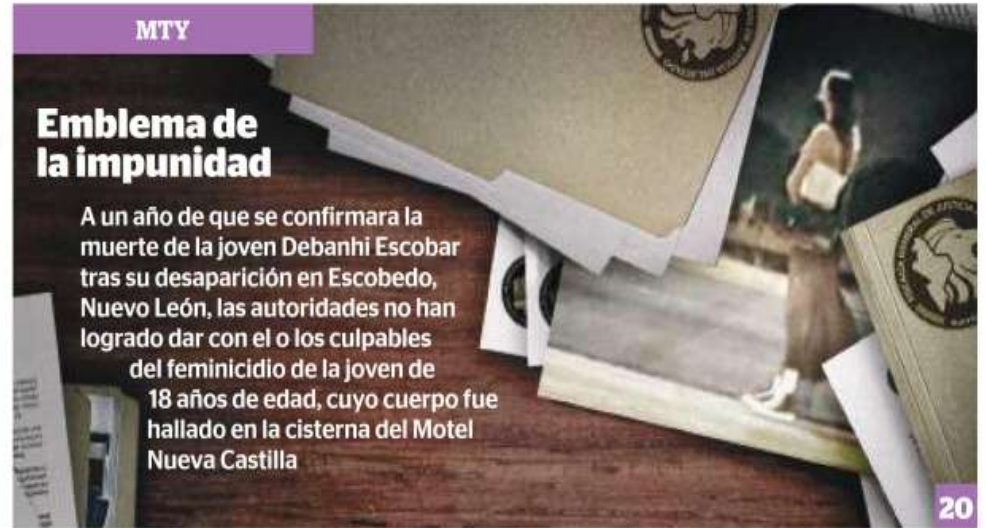 MTY
Emblema de
la impunidad
A un año de que se confirmara la
muerte de la joven Debanhi Escobar
tras su desaparición en Escobedo,
Nuevo León, las autoridades no han
logrado dar con el o los culpables
del feminicidio de la joven de
18 años de edad, cuyo cuerpo fue
hallado en la cisterna del Motel
Nueva Castilla
20